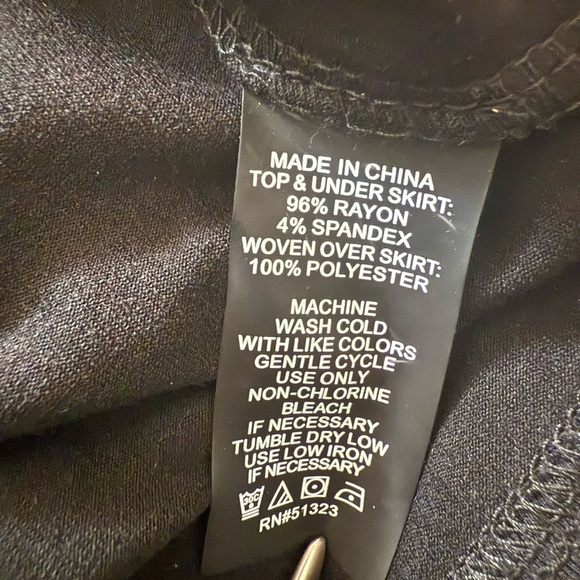 MADE IN CHINA
TOP & UNDER SKIRT:
96% RAYON
4% SPANDEX
WOVEN OVER SKIRT:
100% POLYESTER
MACHINE
WASH COLD
WITH LIKE COLORS
GENTLE CYCLE
USE ONLY
NON-CHLORINE
BLEACH
IF NECESSARY
TUMBLE DRY LOW
USE LOW IRON
IF NECESSARY
30C
RN#51323